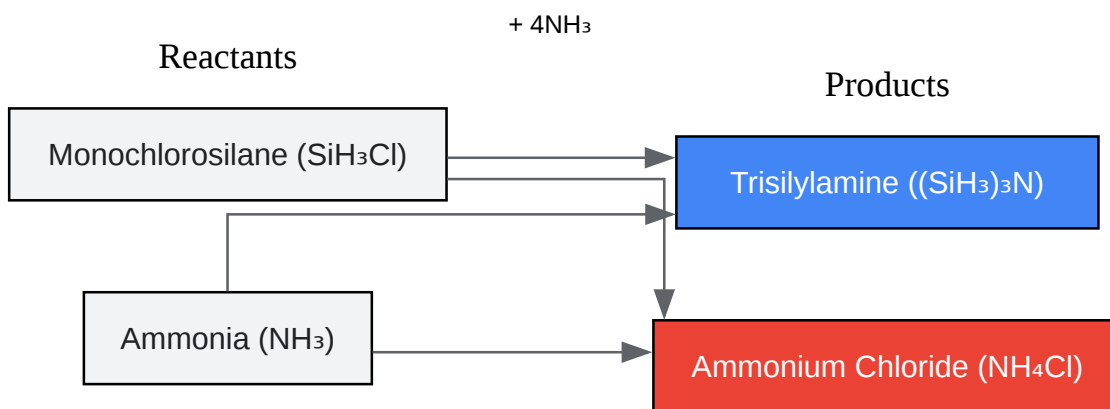 + 4NH₃
Reactants
Products
Monochlorosilane (SiH₃Cl)
Trisilylamine ((SiH₃)₃N)
Ammonia (NH₃)
Ammonium Chloride (NH₄Cl)